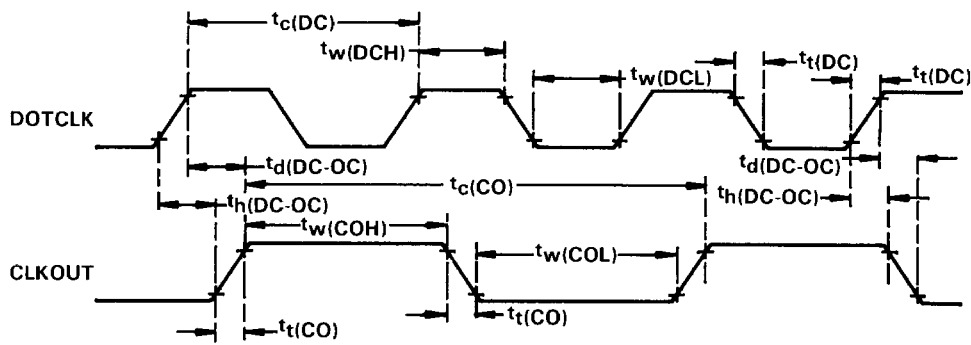 tc(DC)
tw(DCH)
tw(DCL)
tt(DC)
tt(DC)
DOTCLK
td(DC-OC)
td(DC-OC)
tc(CO)
th(DC-OC)
th(DC-OC)
tw(COH)
tw(COL)
CLKOUT
tt(CO)
tt(CO)